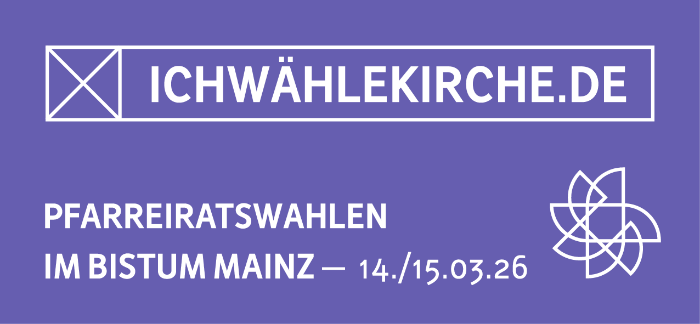 ICHWÄHLEKIRCHE.DE
PFARREIRATSWAHLEN
IM BISTUM MAINZ – 14./15.03.26